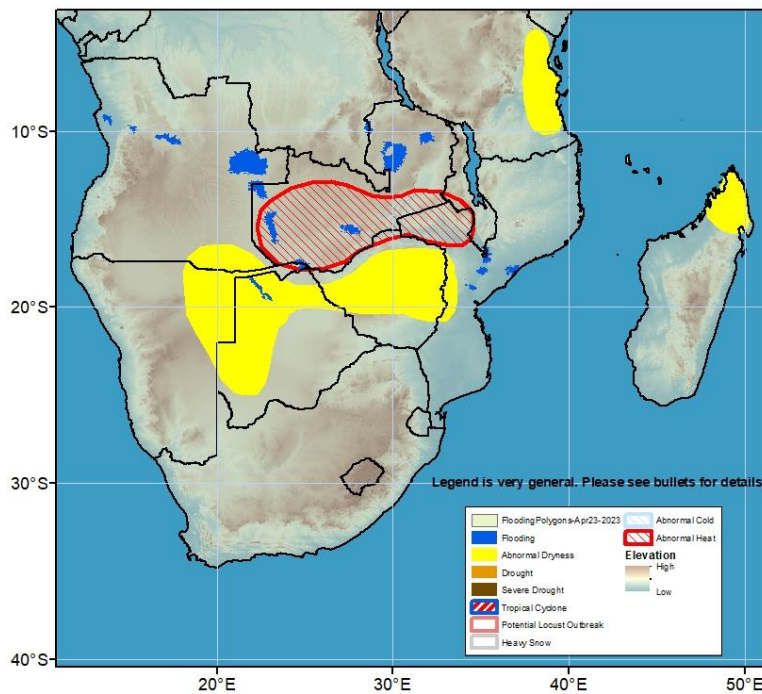 10°S
20°S
30°S
40°S
20°E 30°E 40°E 50°E
Legend is very general. Please see bullets for details
FloodingPolygons-Apr23-2023
Flooding
Abnormal Dryness
Drought
Severe Drought
Tropical Cyclone
Potential Locust Outbreak
Heavy Snow
Abnormal Cold
Abnormal Heat
Elevation
High
Low